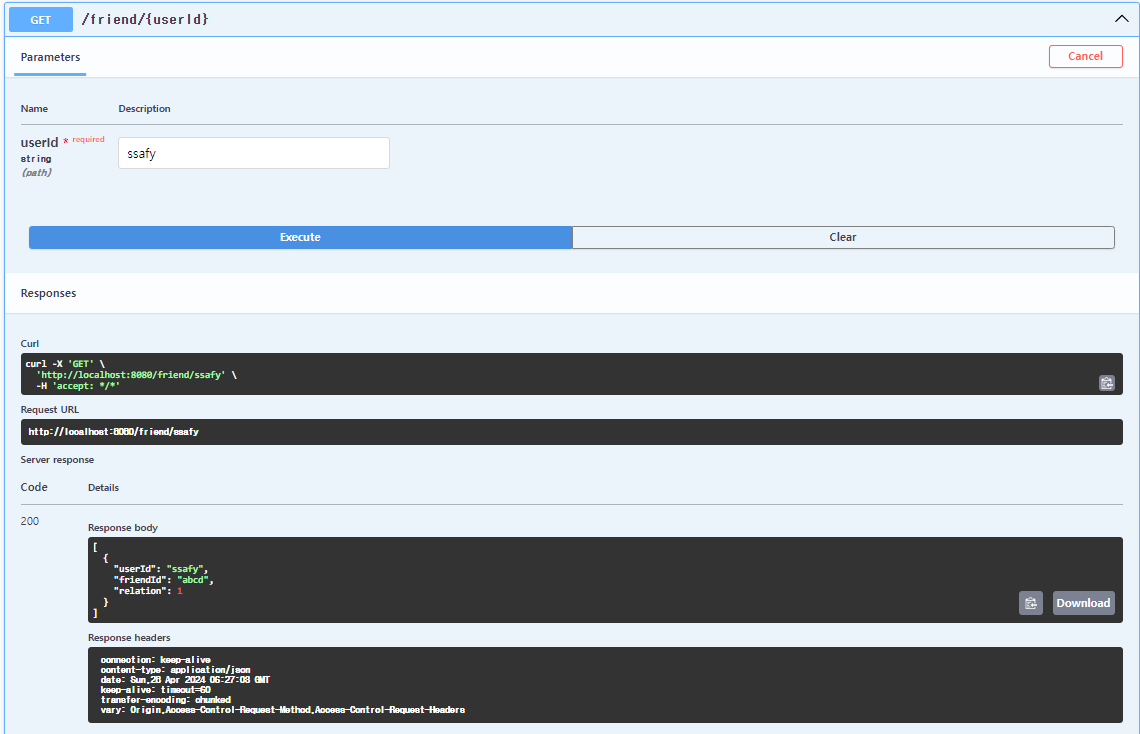 GET /friend/{userId}
Parameters
Cancel
Name Description
userId * required
string
(path)
ssafy
Execute Clear
Responses
Curl
curl -X 'GET' \
'http://localhost:8080/friend/ssafy' \
-H 'accept: */*'
Request URL
http://localhost:8080/friend/ssafy
Server response
Code Details
200
Response body
[
{
"userId": "ssafy",
"friendId": "abcd",
"relation": 1
}
]
Download
Response headers
connection: keep-alive
content-type: application/json
date: Sun,28 Apr 2024 06:27:03 GMT
keep-alive: timeout=60
transfer-encoding: chunked
vary: Origin,Access-Control-Request-Method,Access-Control-Request-Headers